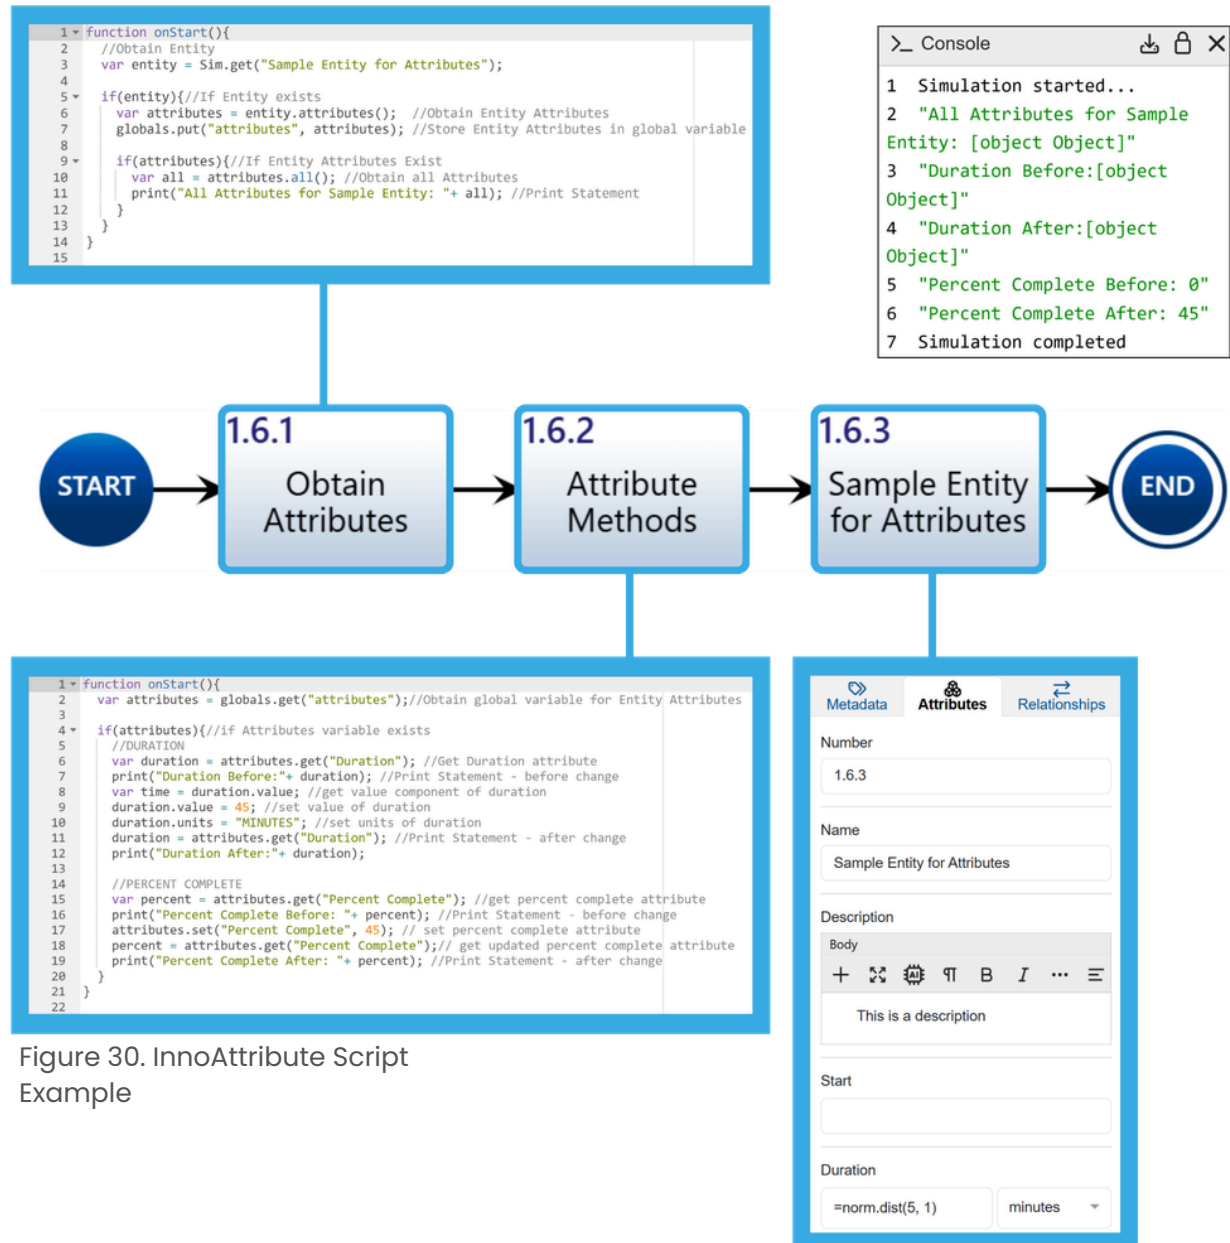 1 function onStart(){
2 //Obtain Entity
3 var entity = Sim.get("Sample Entity for Attributes");
4
5 if(entity){//If Entity exists
6 var attributes = entity.attributes(); //Obtain Entity Attributes
7 globals.put("attributes", attributes); //Store Entity Attributes in global variable
8
9 if(attributes){//If Entity Attributes Exist
10 var all = attributes.all(); //Obtain all Attributes
11 print("All Attributes for Sample Entity: "+ all); //Print Statement
12 }
13 }
14 }
15
>_ Console
1 Simulation started...
2 "All Attributes for Sample
Entity: [object Object]"
3 "Duration Before:[object
Object]"
4 "Duration After:[object
Object]"
5 "Percent Complete Before: 0"
6 "Percent Complete After: 45"
7 Simulation completed
START
1.6.1
Obtain
Attributes
1.6.2
Attribute
Methods
1.6.3
Sample Entity
for Attributes
END
1 function onStart(){
2 var attributes = globals.get("attributes");//Obtain global variable for Entity Attributes
3
4 if(attributes){//if Attributes variable exists
5 //DURATION
6 var duration = attributes.get("Duration"); //Get Duration attribute
7 print("Duration Before:"+ duration); //Print Statement - before change
8 var time = duration.value; //get value component of duration
9 duration.value = 45; //set value of duration
10 duration.units = "MINUTES"; //set units of duration
11 duration = attributes.get("Duration"); //Print Statement - after change
12 print("Duration After:"+ duration);
13
14 //PERCENT COMPLETE
15 var percent = attributes.get("Percent Complete"); //get percent complete attribute
16 print("Percent Complete Before: "+ percent); //Print Statement - before change
17 attributes.set("Percent Complete", 45); // set percent complete attribute
18 percent = attributes.get("Percent Complete");// get updated percent complete attribute
19 print("Percent Complete After: "+ percent); //Print Statement - after change
20 }
21 }
22
Figure 30. InnoAttribute Script
Example
Metadata Attributes Relationships
Number
1.6.3
Name
Sample Entity for Attributes
Description
Body
AI ¶ B I
This is a description
Start
Duration
=norm.dist(5, 1) minutes